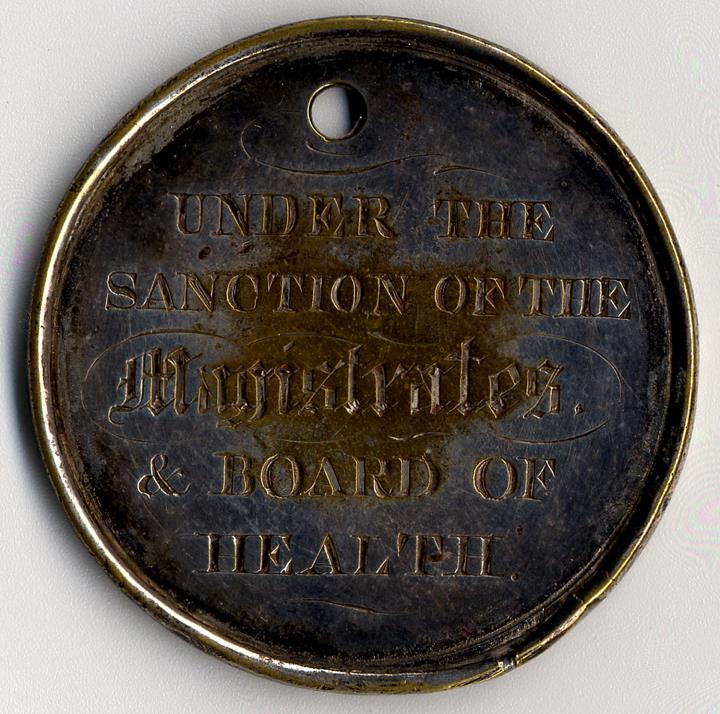 UNDER THE
SANCTION OF THE
Magistrates.
& BOARD OF
HEALTH.